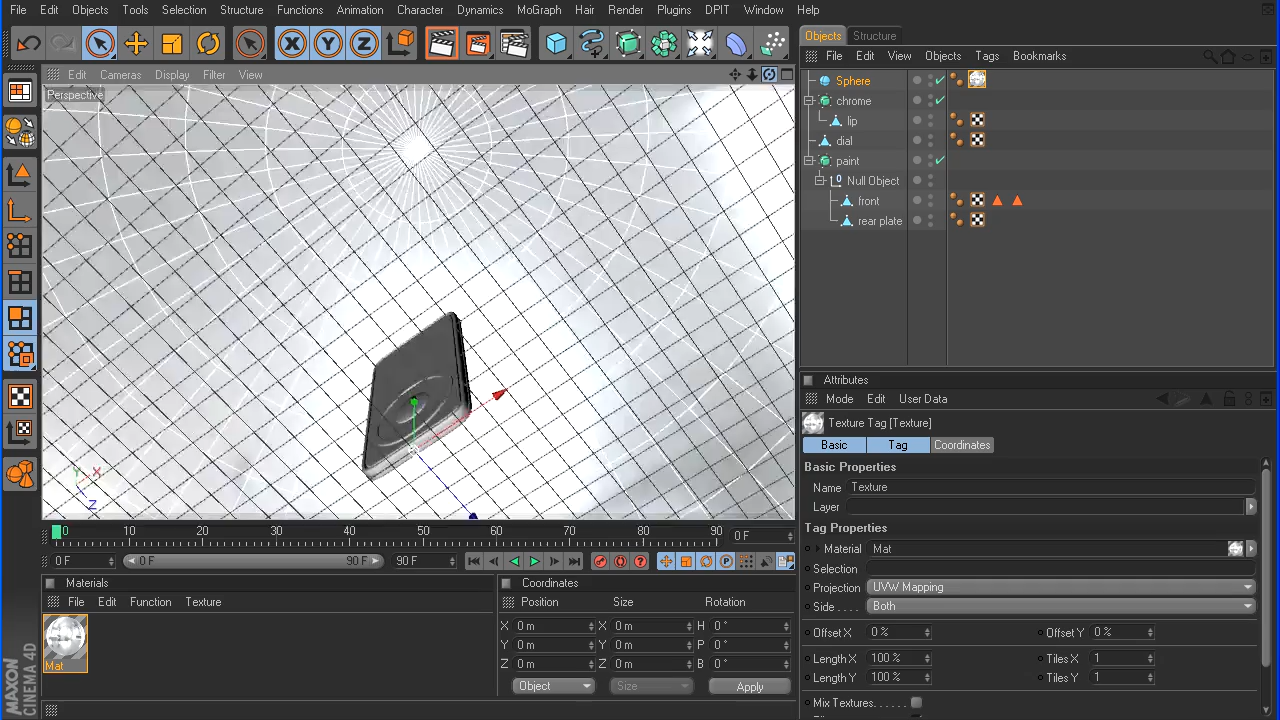 File Edit Objects Tools Selection Structure Functions Animation Character Dynamics MoGraph Hair Render Plugins DPIT Window Help
X Y Z
Objects Structure
File Edit View Objects Tags Bookmarks
Edit Cameras Display Filter View
Perspective
Sphere
chrome
lip
dial
paint
Null Object
front
rear plate
Y X
Z
Attributes
Mode Edit User Data
Texture Tag [Texture]
Basic Tag Coordinates
Basic Properties
Name Texture
Layer
Tag Properties
Material Mat
Selection
Projection UVW Mapping
Side . . . . Both
Offset X 0 % Offset Y 0 %
Length X 100 % Tiles X 1
Length Y 100 % Tiles Y 1
Mix Textures. . . . . .
0 10 20 30 40 50 60 70 80 90 0 F
0 F 0 F 90 F 90 F
Materials
File Edit Function Texture
Mat
Coordinates
Position Size Rotation
X 0 m X 0 m H 0 °
Y 0 m Y 0 m P 0 °
Z 0 m Z 0 m B 0 °
Object Size Apply
MAXON
CINEMA 4D